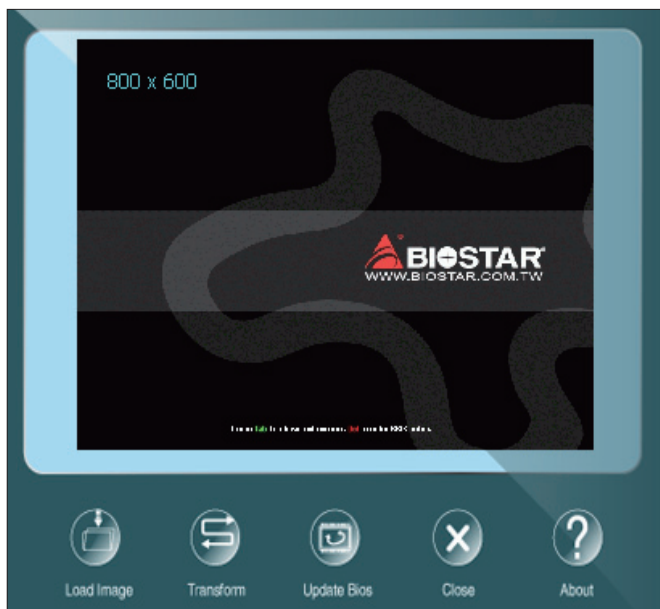 800 x 600
BIOSTAR
WWW.BIOSTAR.COM.TW
Load Image
Transform
Update Bios
Close
About